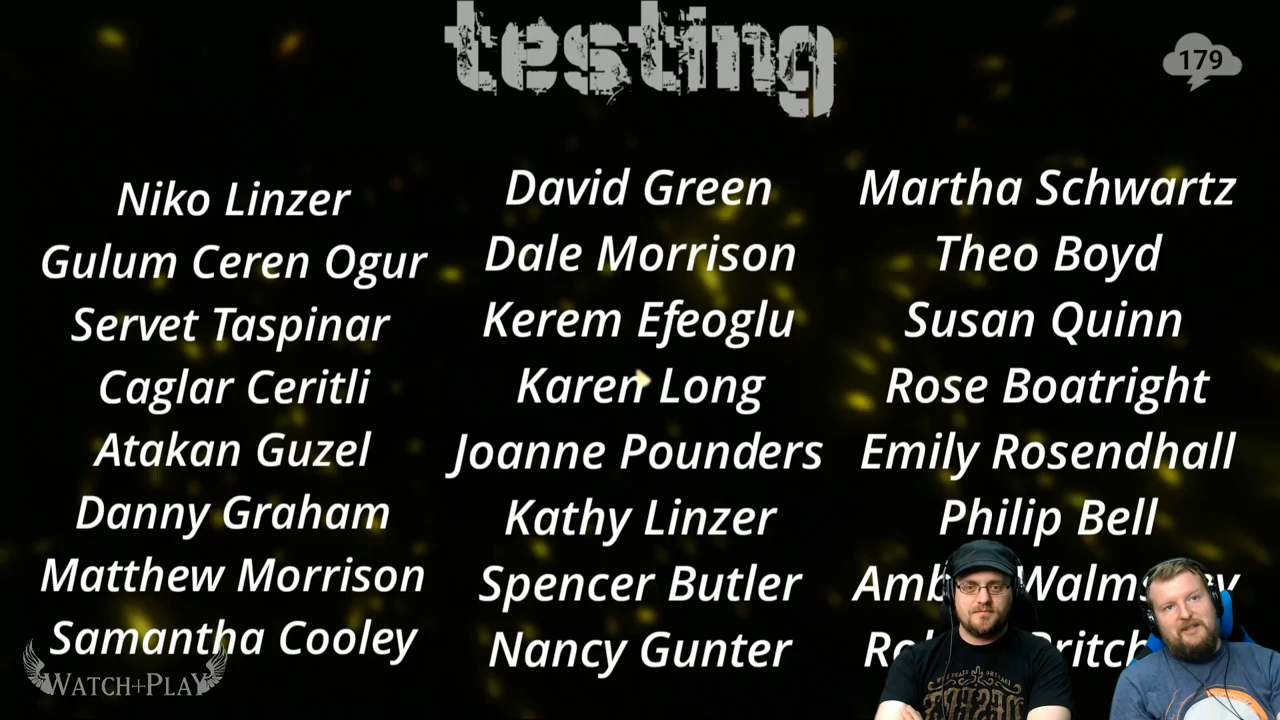 testing
179
Niko Linzer
Gulum Ceren Ogur
Servet Taspinar
Caglar Ceritli
Atakan Guzel
Danny Graham
Matthew Morrison
Samantha Cooley
David Green
Dale Morrison
Kerem Efeoglu
Karen Long
Joanne Pounders
Kathy Linzer
Spencer Butler
Nancy Gunter
Martha Schwartz
Theo Boyd
Susan Quinn
Rose Boatright
Emily Rosendhall
Philip Bell
WATCH+PLAY